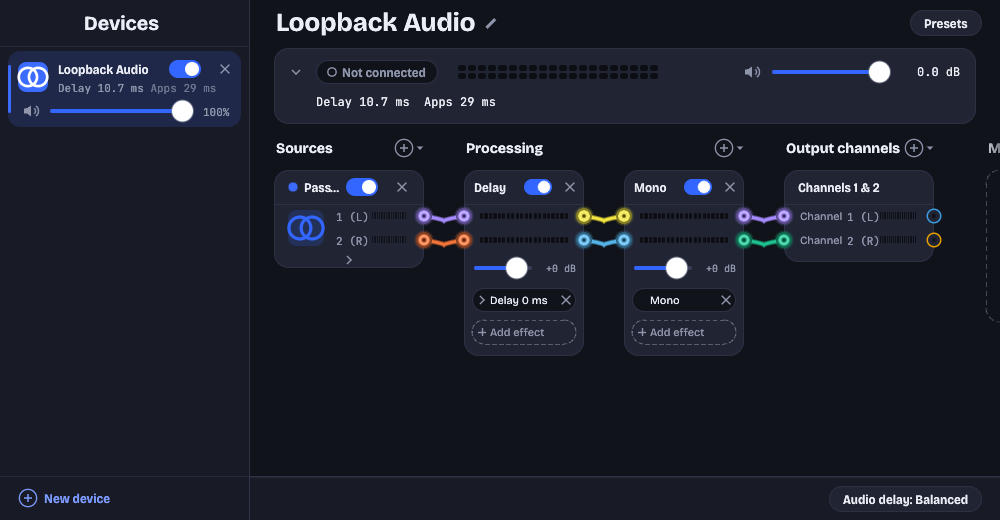 Devices
Loopback Audio
Delay 10.7 ms Apps 29 ms
100%
New device
Loopback Audio
Presets
Not connected
0.0 dB
Delay 10.7 ms Apps 29 ms
Sources
Processing
Output channels
M
Pass...
1 (L)
2 (R)
Delay
+0 dB
Delay 0 ms
Add effect
Mono
+0 dB
Mono
Add effect
Channels 1 & 2
Channel 1 (L)
Channel 2 (R)
Audio delay: Balanced